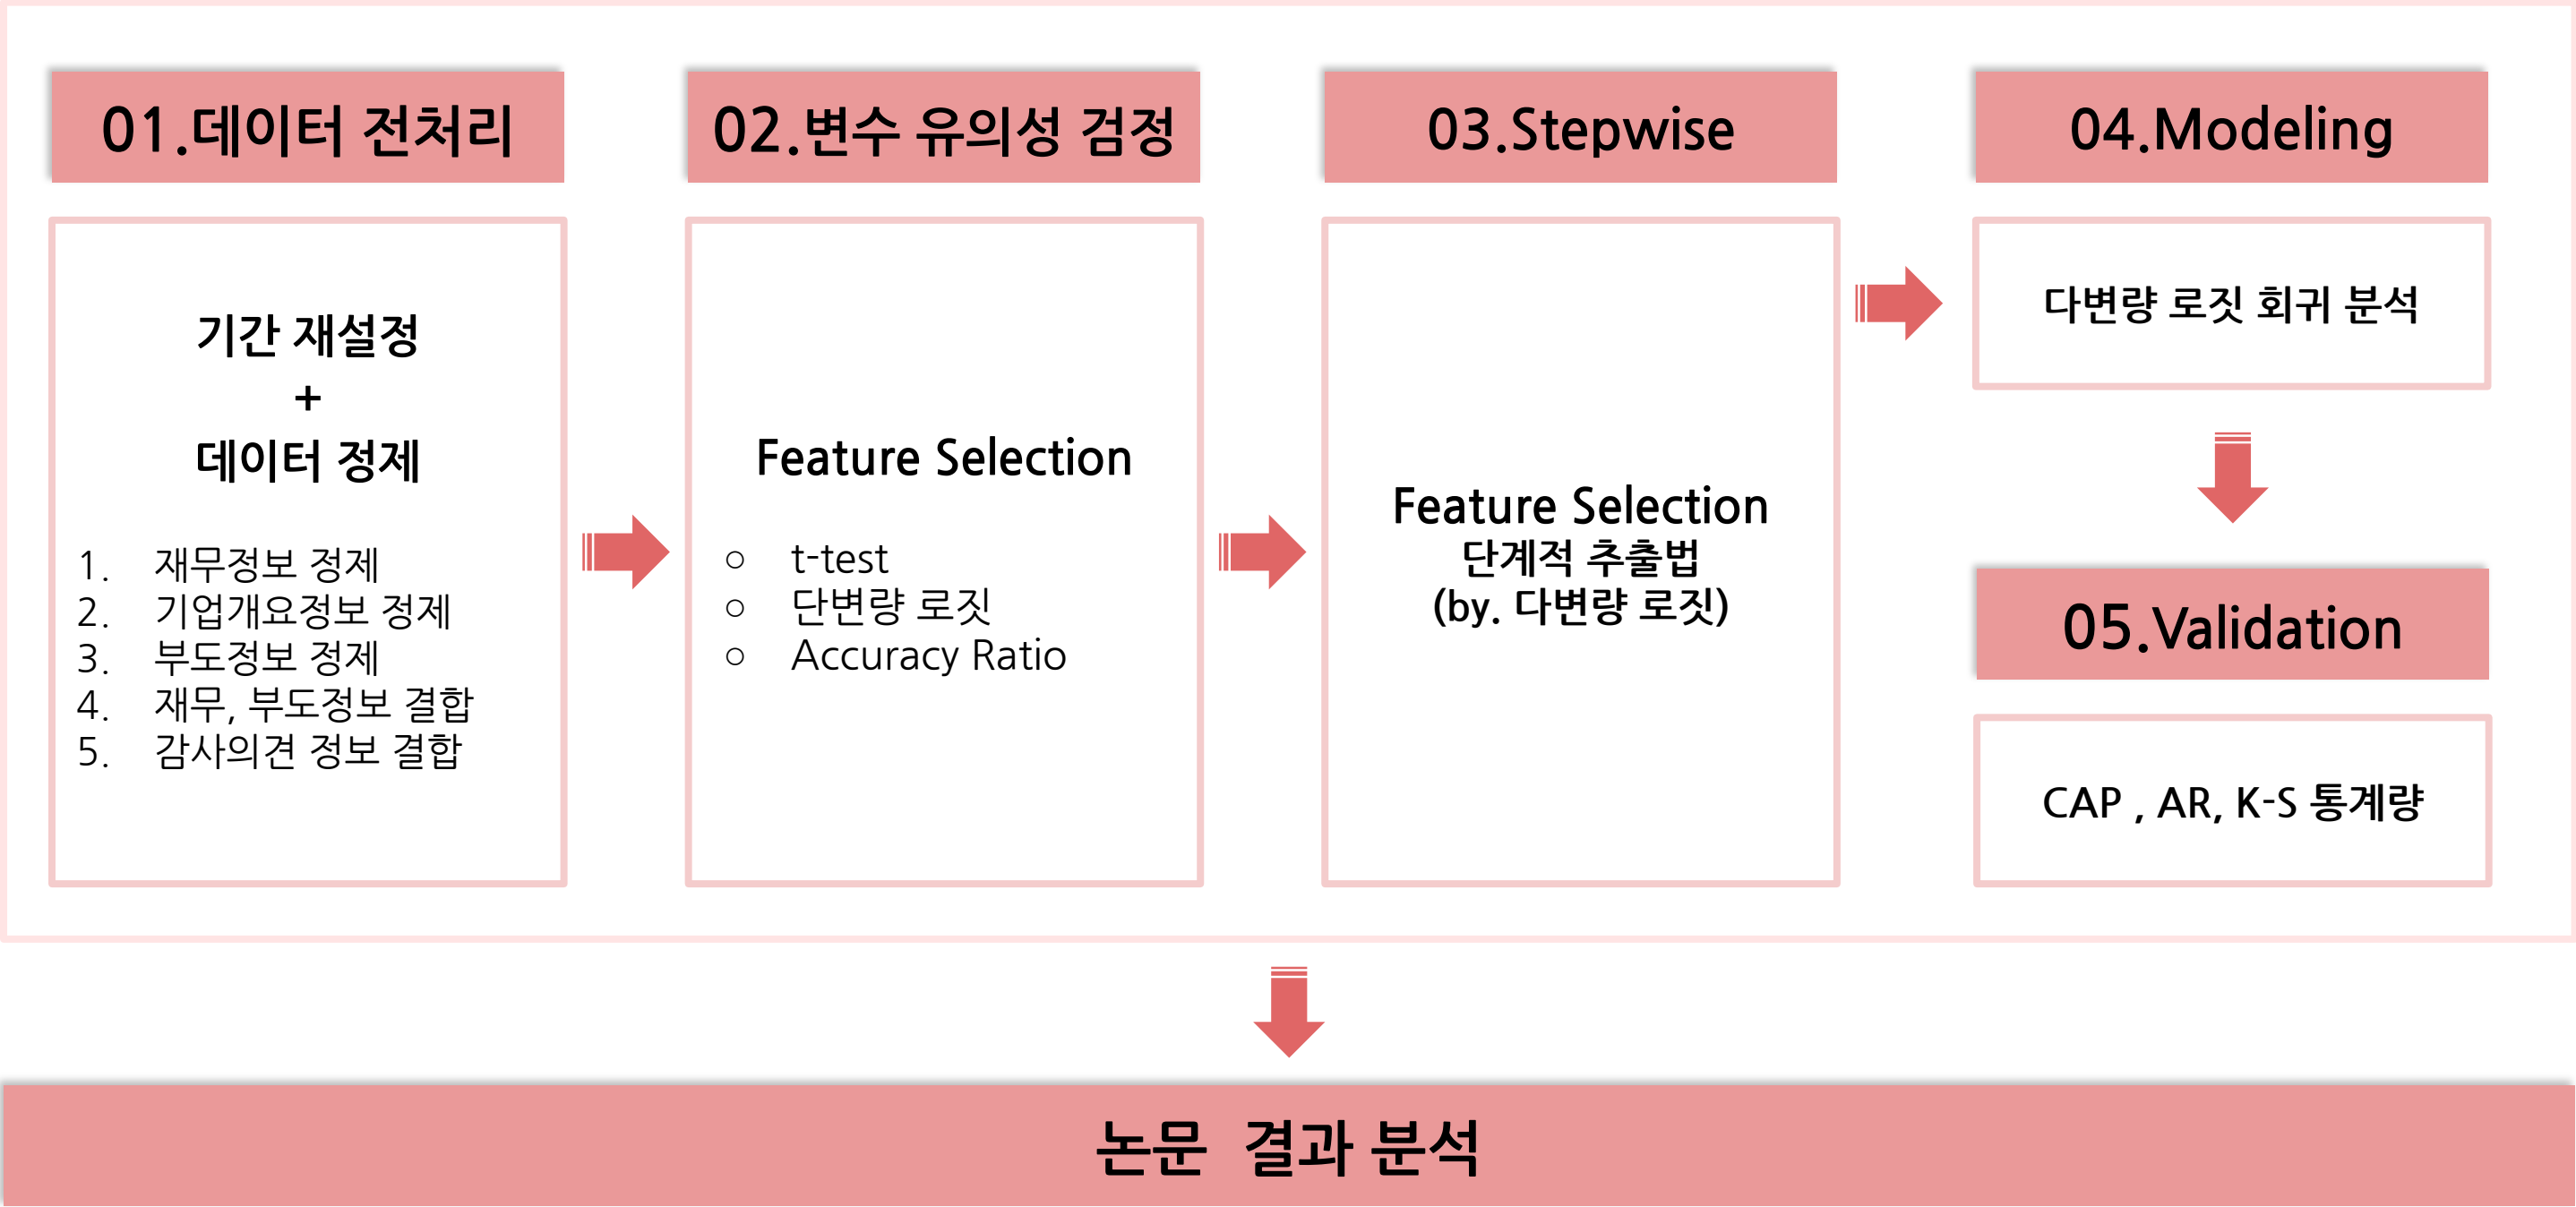 01.데이터 전처리
기간 재설정
+
데이터 정제
1. 재무정보 정제
2. 기업개요정보 정제
3. 부도정보 정제
4. 재무, 부도정보 결합
5. 감사의견 정보 결합
02.변수 유의성 검정
Feature Selection
○ t-test
○ 단변량 로짓
○ Accuracy Ratio
03.Stepwise
Feature Selection
단계적 추출법
(by. 다변량 로짓)
04.Modeling
다변량 로짓 회귀 분석
05.Validation
CAP , AR, K-S 통계량
논문 결과 분석